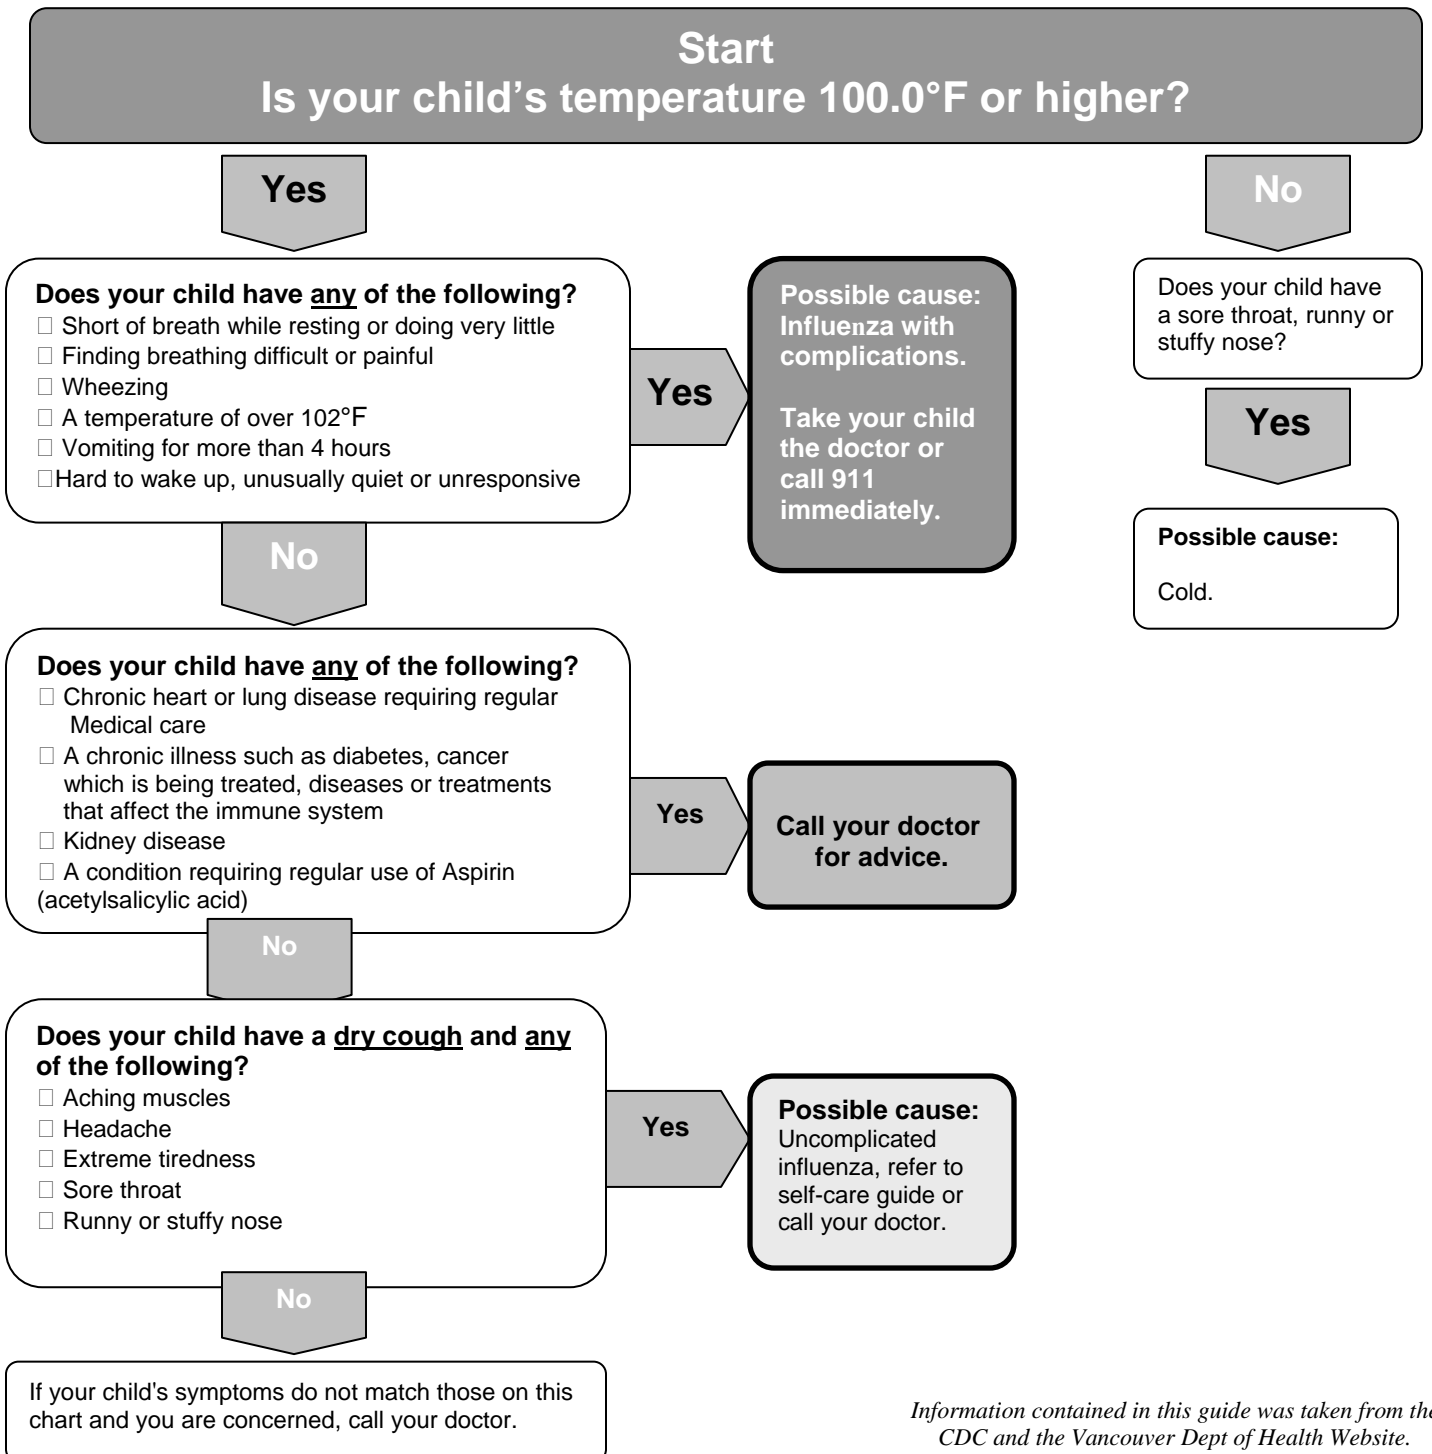 Start
Is your child's temperature 100.0°F or higher?
Yes
No
Does your child have any of the following?
□ Short of breath while resting or doing very little
□ Finding breathing difficult or painful
□ Wheezing
□ A temperature of over 102°F
□ Vomiting for more than 4 hours
□Hard to wake up, unusually quiet or unresponsive
Yes
Possible cause:
Influenza with
complications.
Take your child
the doctor or
call 911
immediately.
Does your child have
a sore throat, runny or
stuffy nose?
Yes
Possible cause:
Cold.
No
Does your child have any of the following?
□ Chronic heart or lung disease requiring regular
Medical care
□ A chronic illness such as diabetes, cancer
which is being treated, diseases or treatments
that affect the immune system
□ Kidney disease
□ A condition requiring regular use of Aspirin
(acetylsalicylic acid)
Yes
Call your doctor
for advice.
No
Does your child have a dry cough and any
of the following?
□ Aching muscles
□ Headache
□ Extreme tiredness
□ Sore throat
□ Runny or stuffy nose
Yes
Possible cause:
Uncomplicated
influenza, refer to
self-care guide or
call your doctor.
No
If your child's symptoms do not match those on this
chart and you are concerned, call your doctor.
Information contained in this guide was taken from the
CDC and the Vancouver Dept of Health Website.